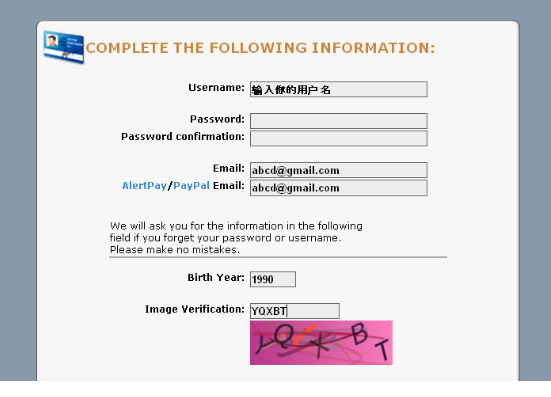 COMPLETE THE FOLLOWING INFORMATION:
Username: 输入你的用户名
Password:
Password confirmation:
Email: abcd@gmail.com
AlertPay/PayPal Email: abcd@gmail.com
We will ask you for the information in the following
field if you forget your password or username.
Please make no mistakes.
Birth Year: 1990
Image Verification: YQXBT
YQXBT